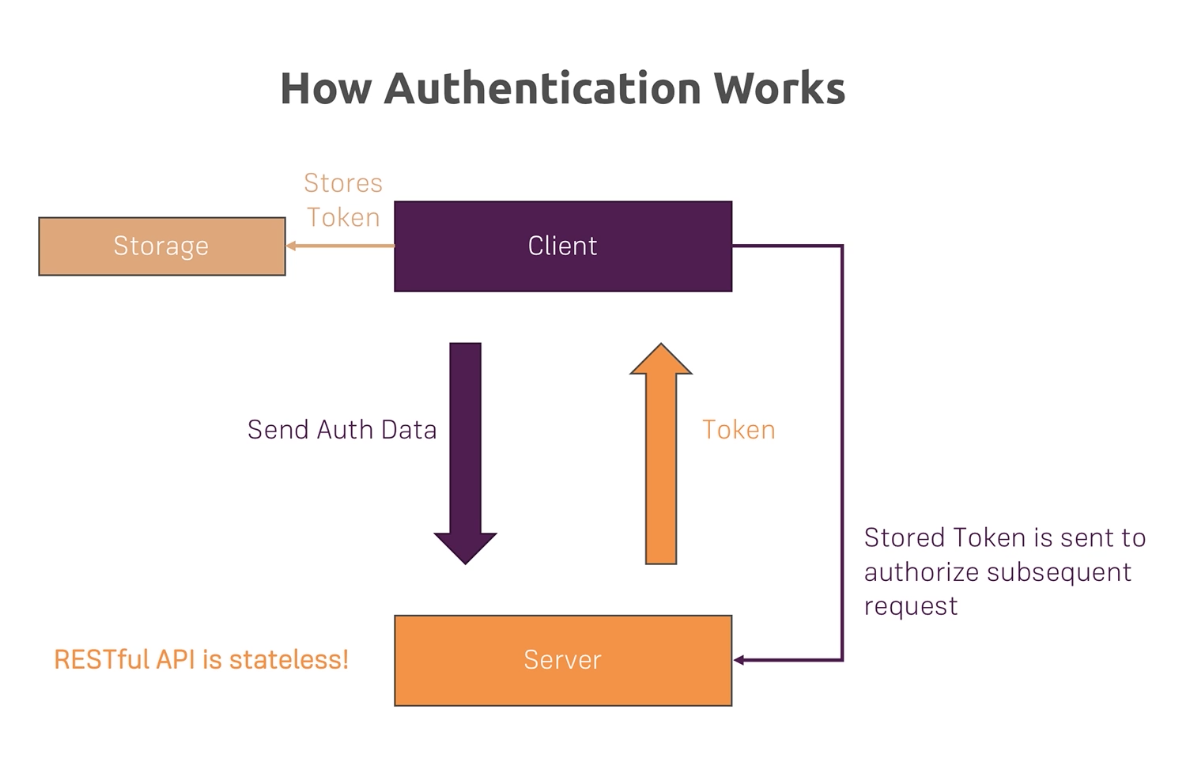 How Authentication Works
Stores
Token
Storage
Client
Send Auth Data
Token
Stored Token is sent to
authorize subsequent
request
RESTful API is stateless!
Server